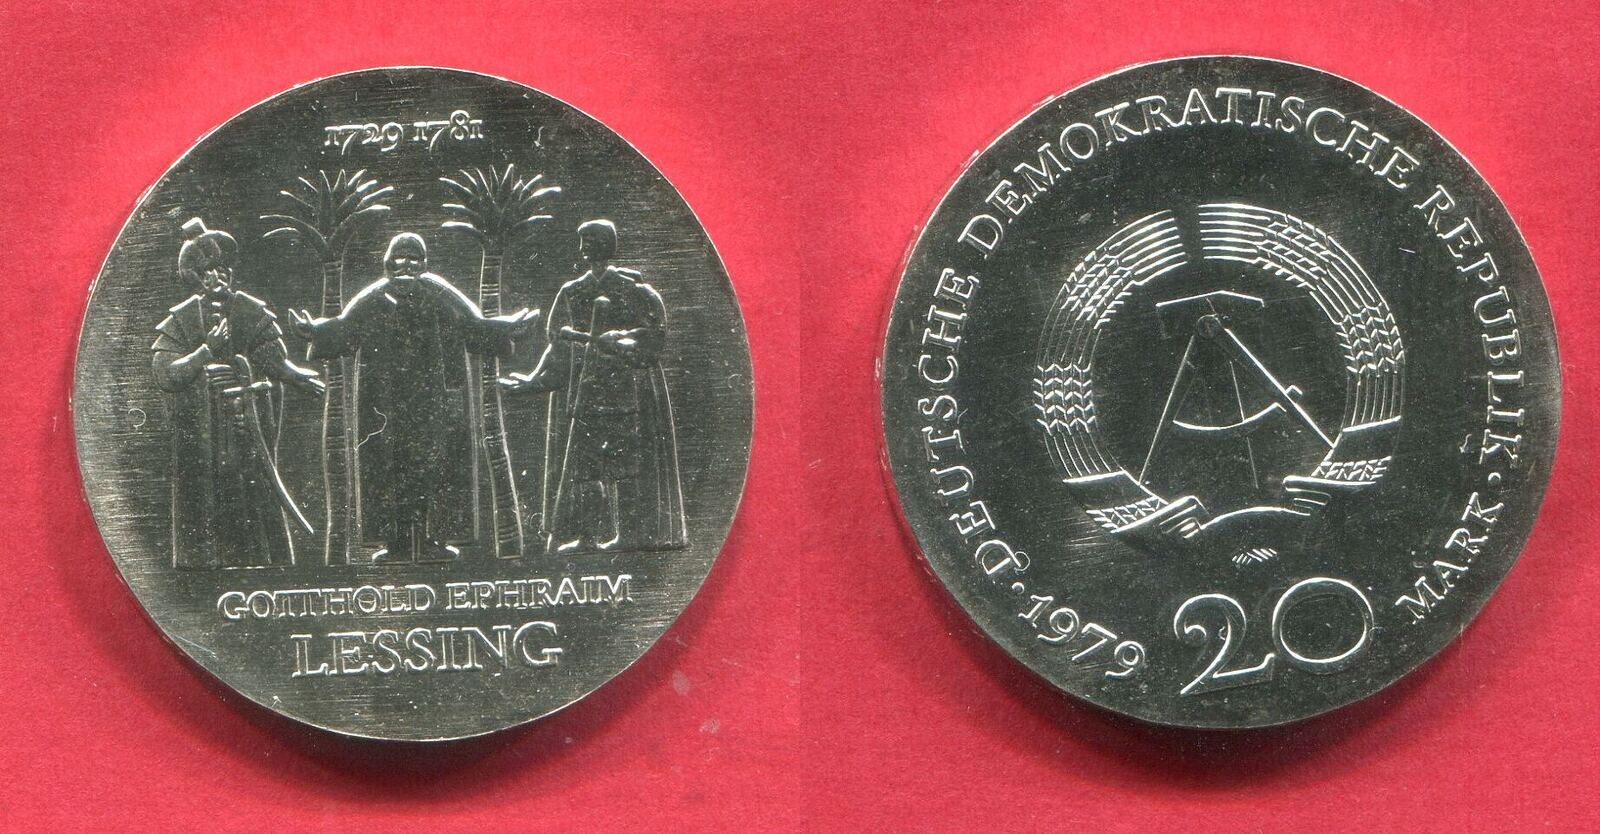 1729 1781
GOTTHOLD EPHRAIM
LESSING
DEUTSCHE DEMOKRATISCHE REPUBLIK · MARK
· 1979
20